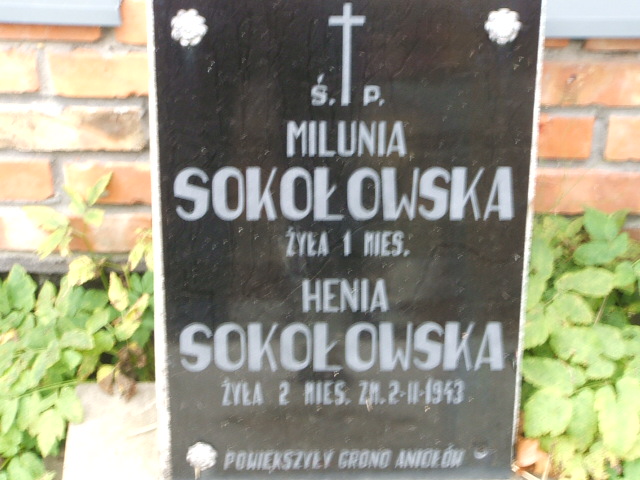 Ś. P.
MILUNIA
SOKOŁOWSKA
ŻYŁA 1 MIES.
HENIA
SOKOŁOWSKA
ŻYŁA 2 MIES. ZM. 2-II-1943
POWIĘKSZYŁY GRONO ANIOŁÓW